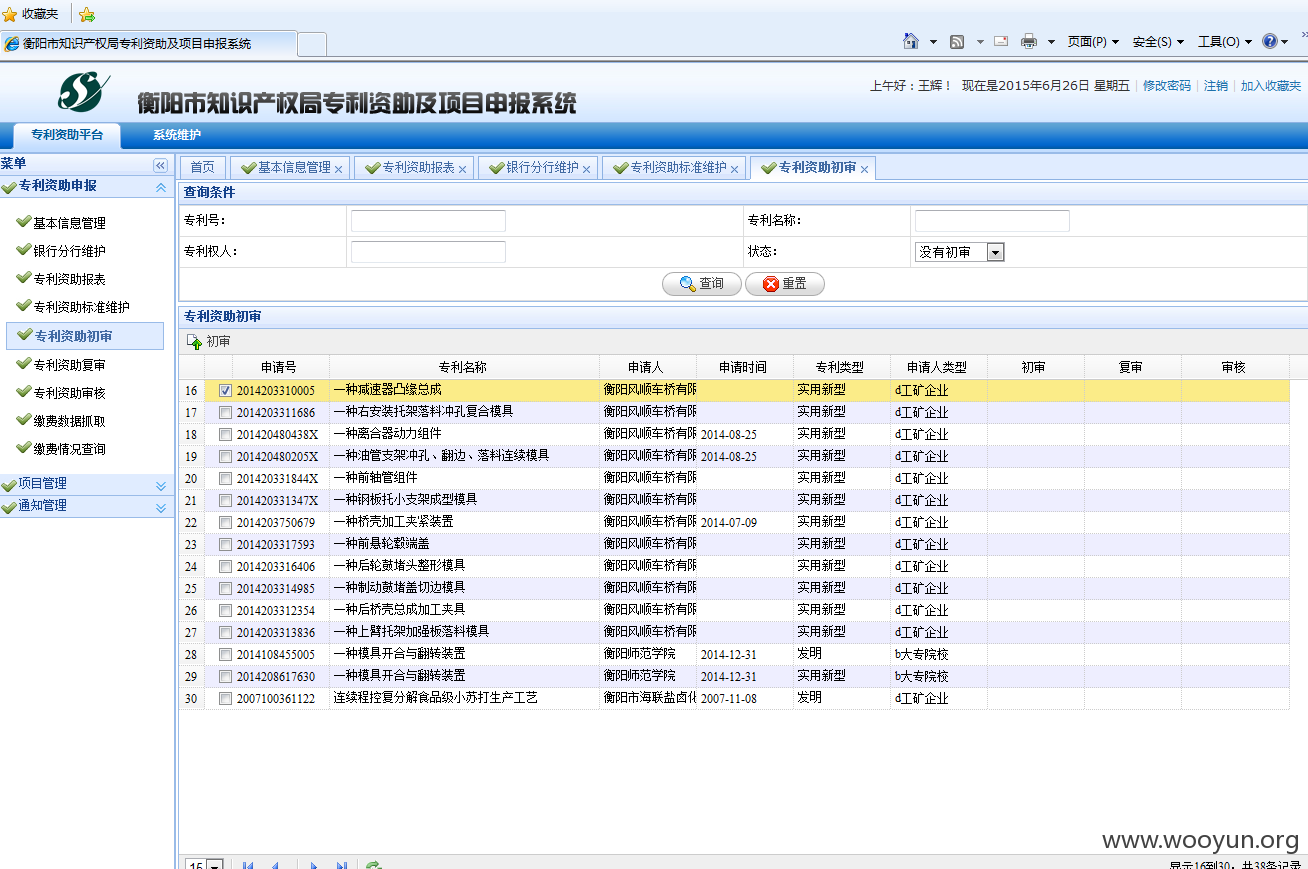 收藏夹
衡阳市知识产权局专利资助及项目申报系统
页面(P) 安全(S) 工具(O)
衡阳市知识产权局专利资助及项目申报系统
上午好：王辉！ 现在是2015年6月26日 星期五 修改密码 注销 加入收藏夹
专利资助平台 系统维护
菜单
专利资助申报
基本信息管理
银行分行维护
专利资助报表
专利资助标准维护
专利资助初审
专利资助复审
专利资助审核
缴费数据抓取
缴费情况查询
项目管理
通知管理
首页 基本信息管理 专利资助报表 银行分行维护 专利资助标准维护 专利资助初审
查询条件
专利号： 专利名称：
专利权人： 状态： 没有初审
查询 重置
专利资助初审
初审
申请号 专利名称 申请人 申请时间 专利类型 申请人类型 初审 复审 审核
16 2014203310005 一种减速器凸缘总成 衡阳风顺车桥有限 实用新型 d工矿企业
17 2014203311686 一种右安装托架落料冲孔复合模具 衡阳风顺车桥有限 实用新型 d工矿企业
18 201420480438X 一种离合器动力组件 衡阳风顺车桥有限 2014-08-25 实用新型 d工矿企业
19 201420480205X 一种油管支架冲孔、翻边、落料连续模具 衡阳风顺车桥有限 2014-08-25 实用新型 d工矿企业
20 201420331844X 一种前轴管组件 衡阳风顺车桥有限 实用新型 d工矿企业
21 201420331347X 一种钢板托小支架成型模具 衡阳风顺车桥有限 实用新型 d工矿企业
22 2014203750679 一种桥壳加工夹紧装置 衡阳风顺车桥有限 2014-07-09 实用新型 d工矿企业
23 2014203317593 一种前悬轮毂端盖 衡阳风顺车桥有限 实用新型 d工矿企业
24 2014203316406 一种后轮鼓堵头整形模具 衡阳风顺车桥有限 实用新型 d工矿企业
25 2014203314985 一种制动鼓堵盖切边模具 衡阳风顺车桥有限 实用新型 d工矿企业
26 2014203312354 一种后桥壳总成加工夹具 衡阳风顺车桥有限 实用新型 d工矿企业
27 2014203313836 一种上臂托架加强板落料模具 衡阳风顺车桥有限 实用新型 d工矿企业
28 2014108455005 一种模具开合与翻转装置 衡阳师范学院 2014-12-31 发明 b大专院校
29 2014208617630 一种模具开合与翻转装置 衡阳师范学院 2014-12-31 实用新型 b大专院校
30 2007100361122 连续程控复分解食品级小苏打生产工艺 衡阳市海联盐卤化 2007-11-08 发明 d工矿企业
www.wooyun.org
15 显示16到30，共38条记录